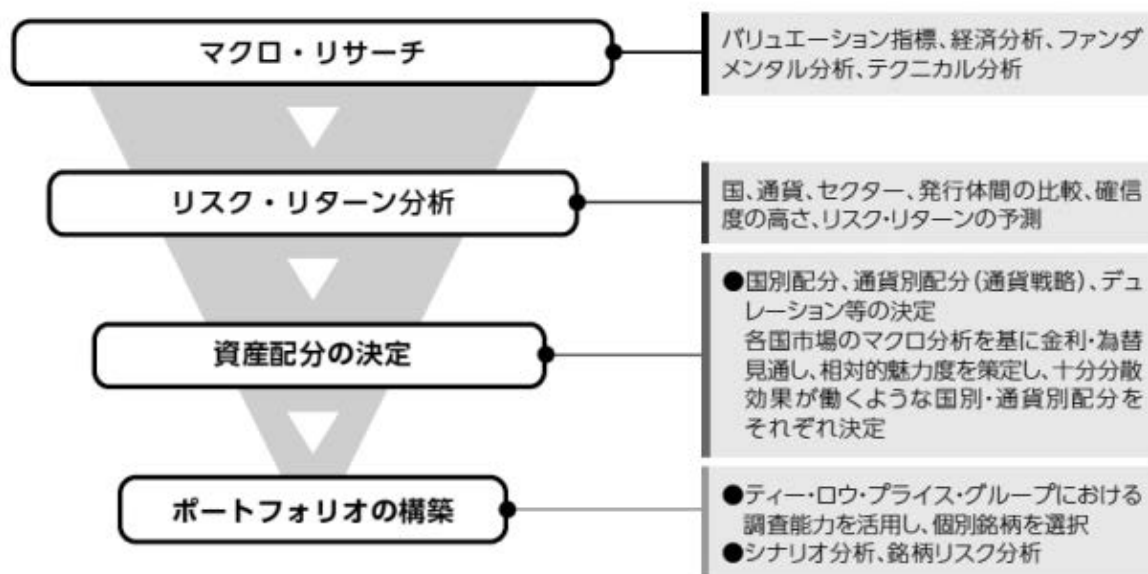 マクロ・リサーチ
バリュエーション指標、経済分析、ファンダ
メンタル分析、テクニカル分析
リスク・リターン分析
国、通貨、セクター、発行体間の比較、確信
度の高さ、リスク・リターンの予測
資産配分の決定
●国別配分、通貨別配分(通貨戦略)、デュ
レーション等の決定
各国市場のマクロ分析を基に金利・為替
見通し、相対的魅力度を策定し、十分分散
効果が働くような国別・通貨別配分を
それぞれ決定
ポートフォリオの構築
●ティー・ロウ・プライス・グループにおける
調査能力を活用し、個別銘柄を選択
●シナリオ分析、銘柄リスク分析